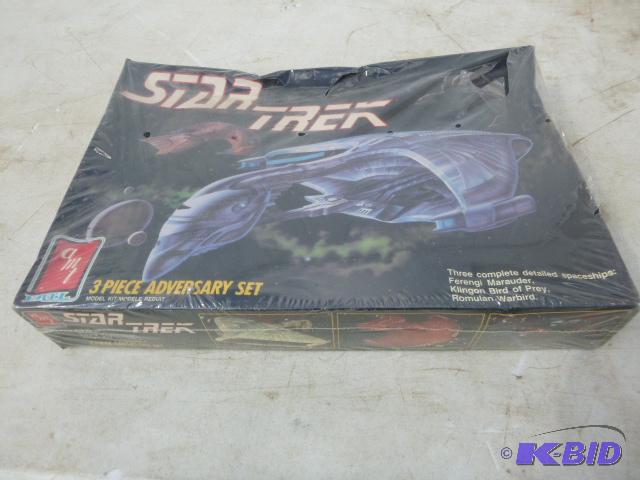 STAR TREK
amt
ERTL
3 PIECE ADVERSARY SET
MODEL KIT/MODELE REDUIT
Three complete detailed spaceships:
Ferengi Marauder,
Klingon Bird of Prey,
Romulan Warbird.
STAR TREK
© K-BID